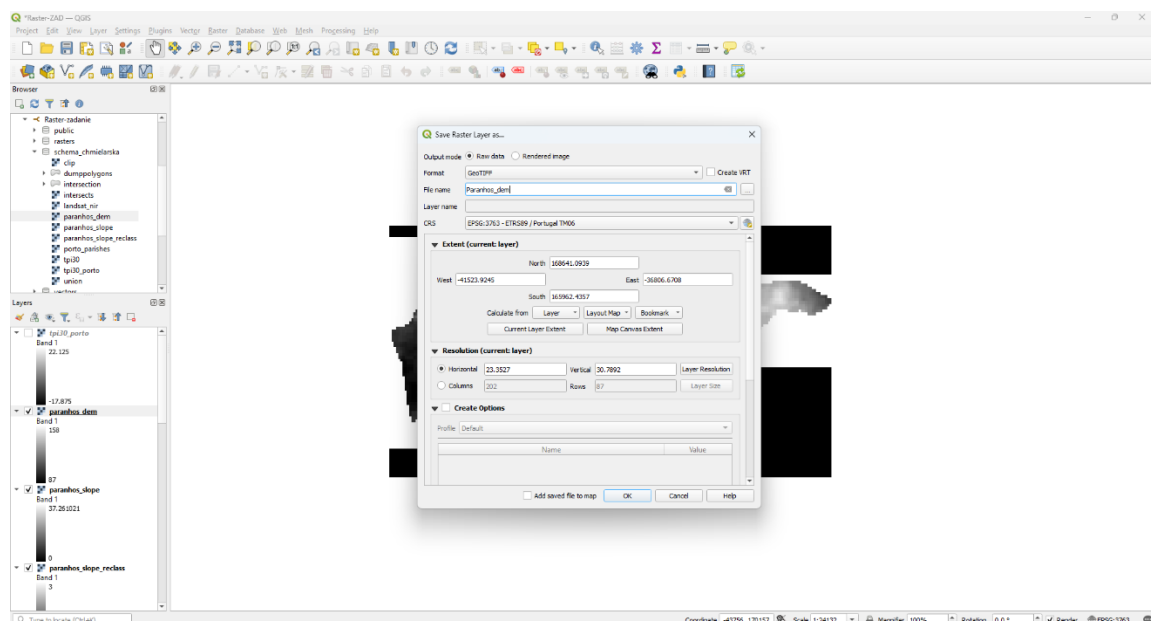 *Raster-ZAD — QGIS
Project Edit View Layer Settings Plugins Vector Raster Database Web Mesh Processing Help
Browser
Raster-zadanie
public
rasters
schema_chmielarska
clip
dumppolygons
intersection
intersects
landsat_nir
paranhos_dem
paranhos_slope
paranhos_slope_reclass
porto_parishes
tpi30
tpi30_porto
union
vectors
Layers
tpi30_porto
Band 1
22.125
-17.875
paranhos_dem
Band 1
158
87
paranhos_slope
Band 1
37.261021
0
paranhos_slope_reclass
Band 1
3
Save Raster Layer as...
Output mode Raw data Rendered image
Format GeoTIFF Create VRT
File name Paranhos_dem ...
Layer name
CRS EPSG:3763 - ETRS89 / Portugal TM06
Extent (current: layer)
North 168641.0939
West -41523.9245 East -36806.6708
South 165962.4357
Calculate from Layer Layout Map Bookmark
Current Layer Extent Map Canvas Extent
Resolution (current: layer)
Horizontal 23.3527 Vertical 30.7892 Layer Resolution
Columns 202 Rows 87 Layer Size
Create Options
Profile Default
Name Value
Add saved file to map OK Cancel Help
Type to locate (Ctrl+K) Coordinate -43756 170157 Scale 1:24132 Magnifier 100% Rotation 0.0 ° Render EPSG:3763